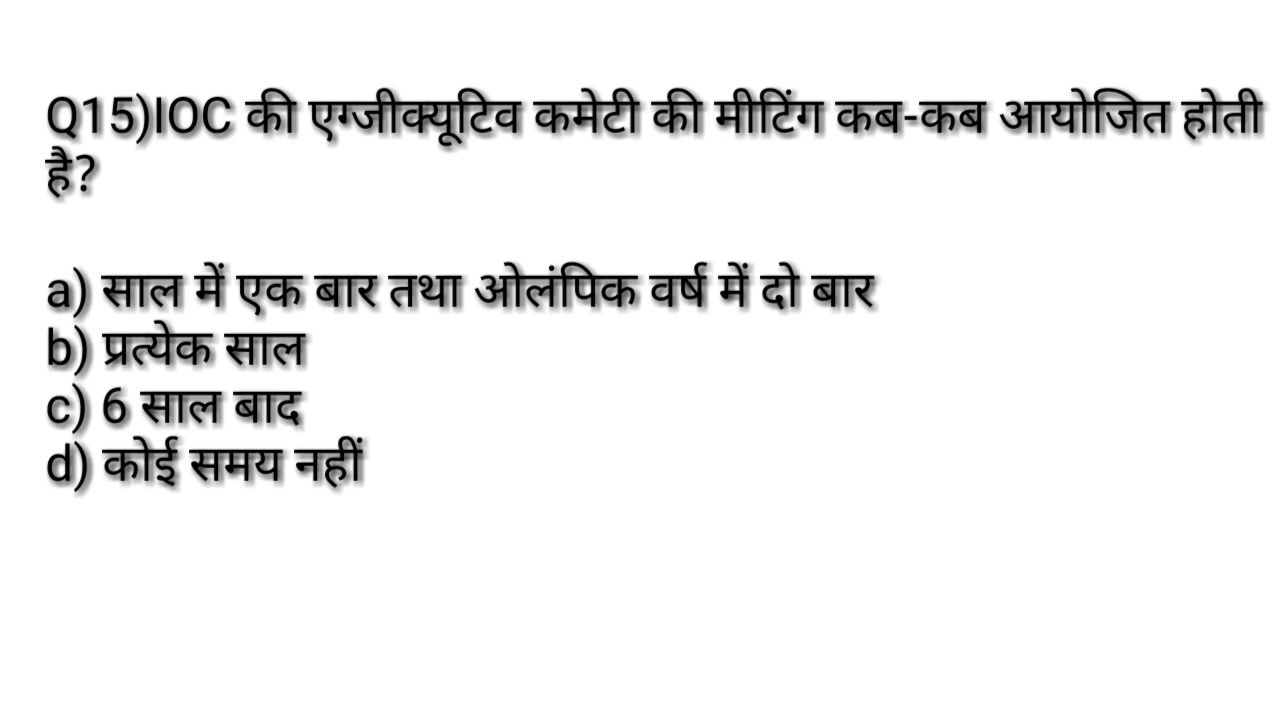 Q15)IOC की एग्जीक्यूटिव कमेटी की मीटिंग कब-कब आयोजित होती
है?
a) साल में एक बार तथा ओलंपिक वर्ष में दो बार
b) प्रत्येक साल
c) 6 साल बाद
d) कोई समय नहीं